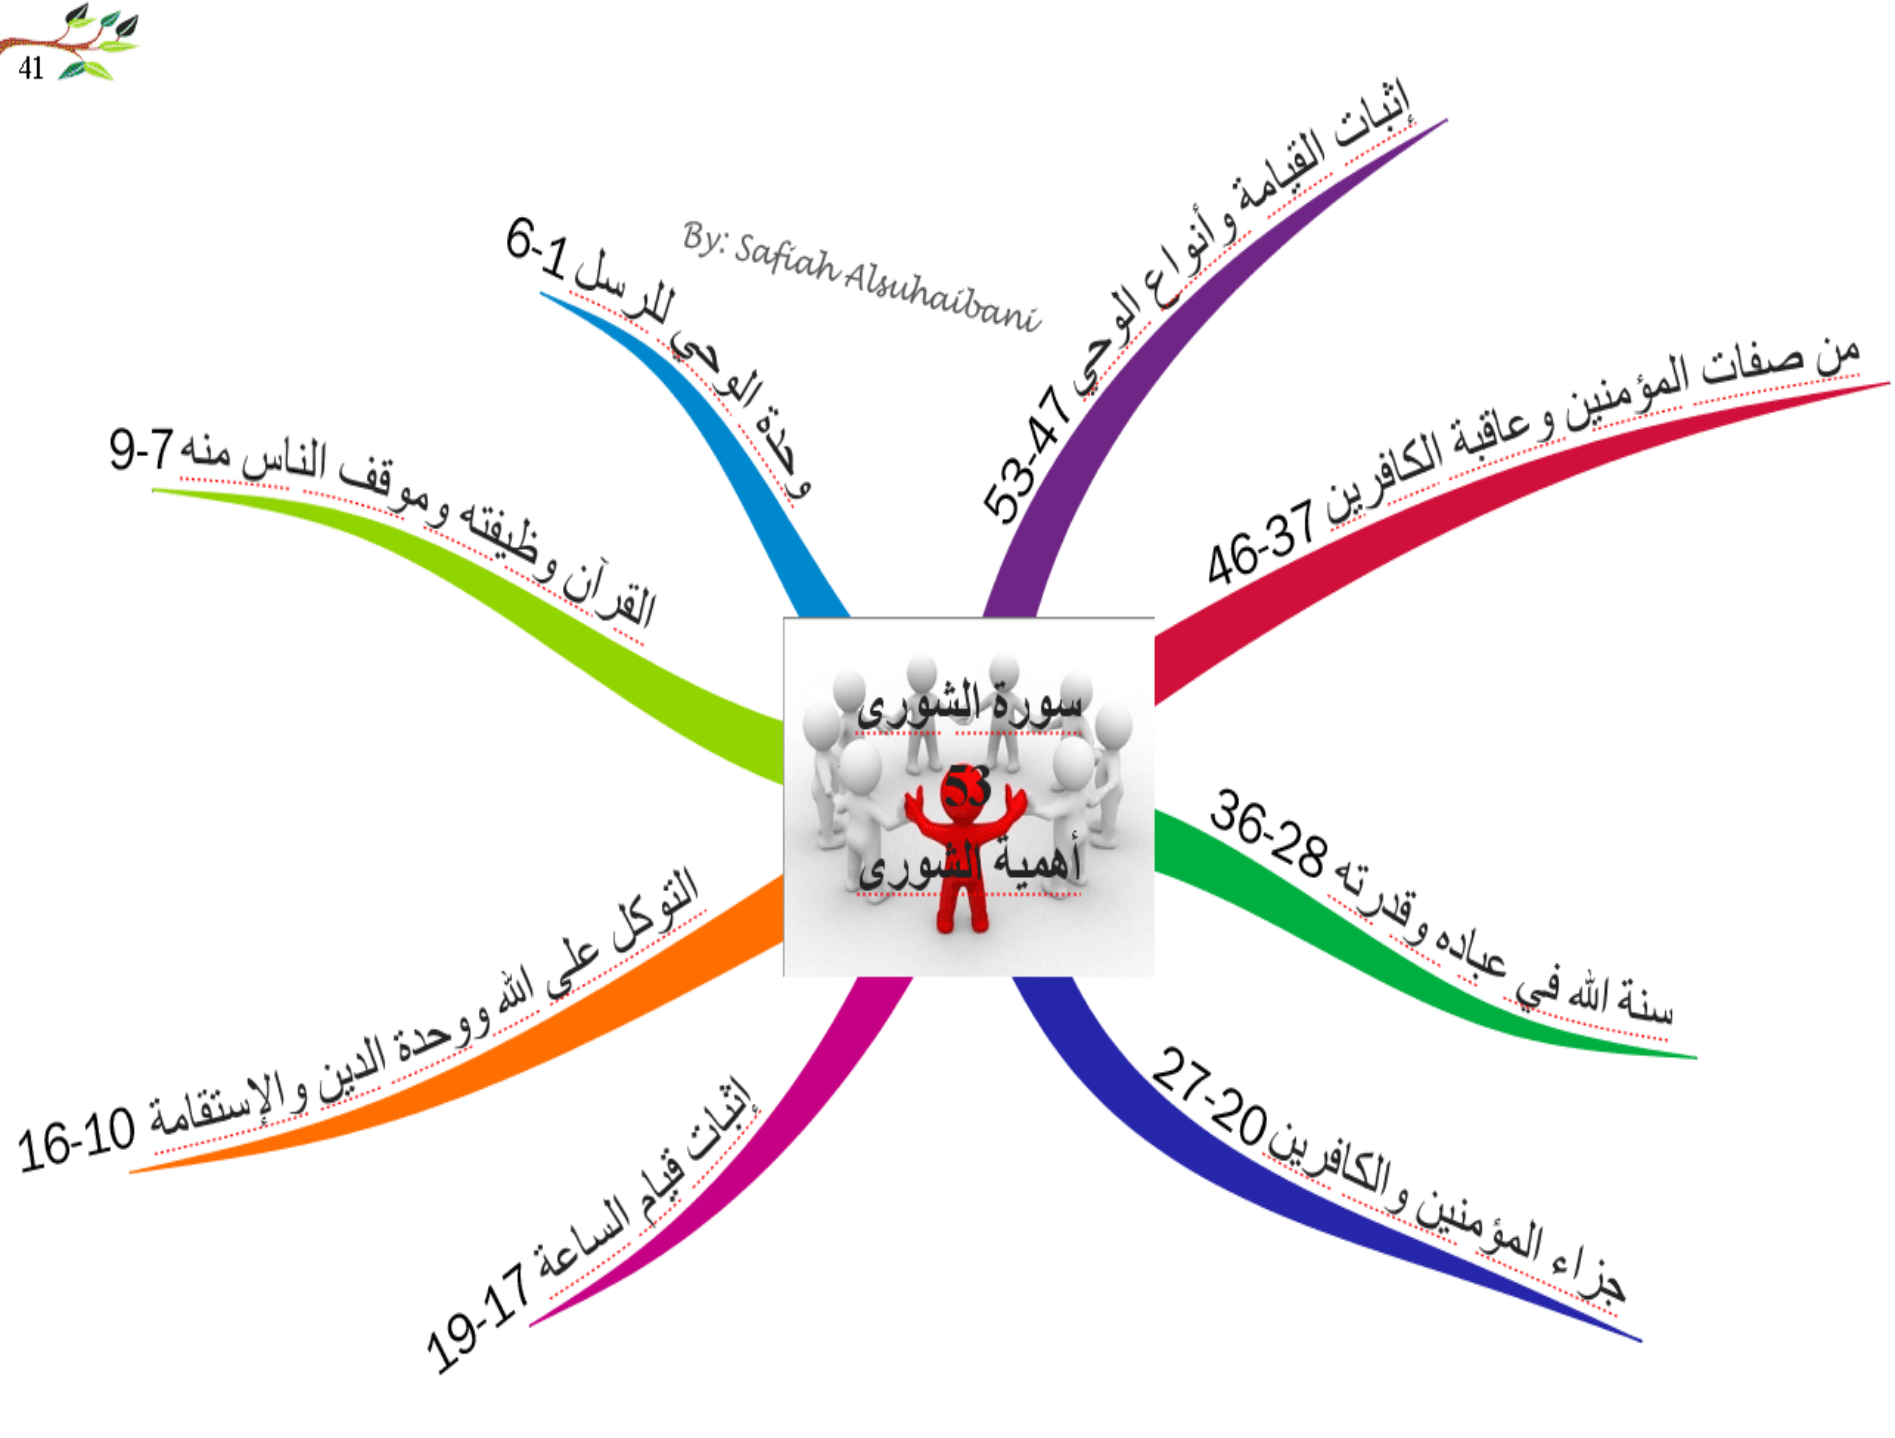 41
By: Safiah Alsuhaibani
سورة الشورى
53
أهمية الشورى
وحدة الوحي للرسل 1-6
القرآن وظيفته وموقف الناس منه 7-9
التوكل على الله ووحدة الدين والإستقامة 10-16
إثبات قيام الساعة 17-19
جزاء المؤمنين والكافرين 20-27
سنة الله في عباده وقدرته 28-36
من صفات المؤمنين وعاقبة الكافرين 37-46
إثبات القيامة وأنواع الوحي 47-53